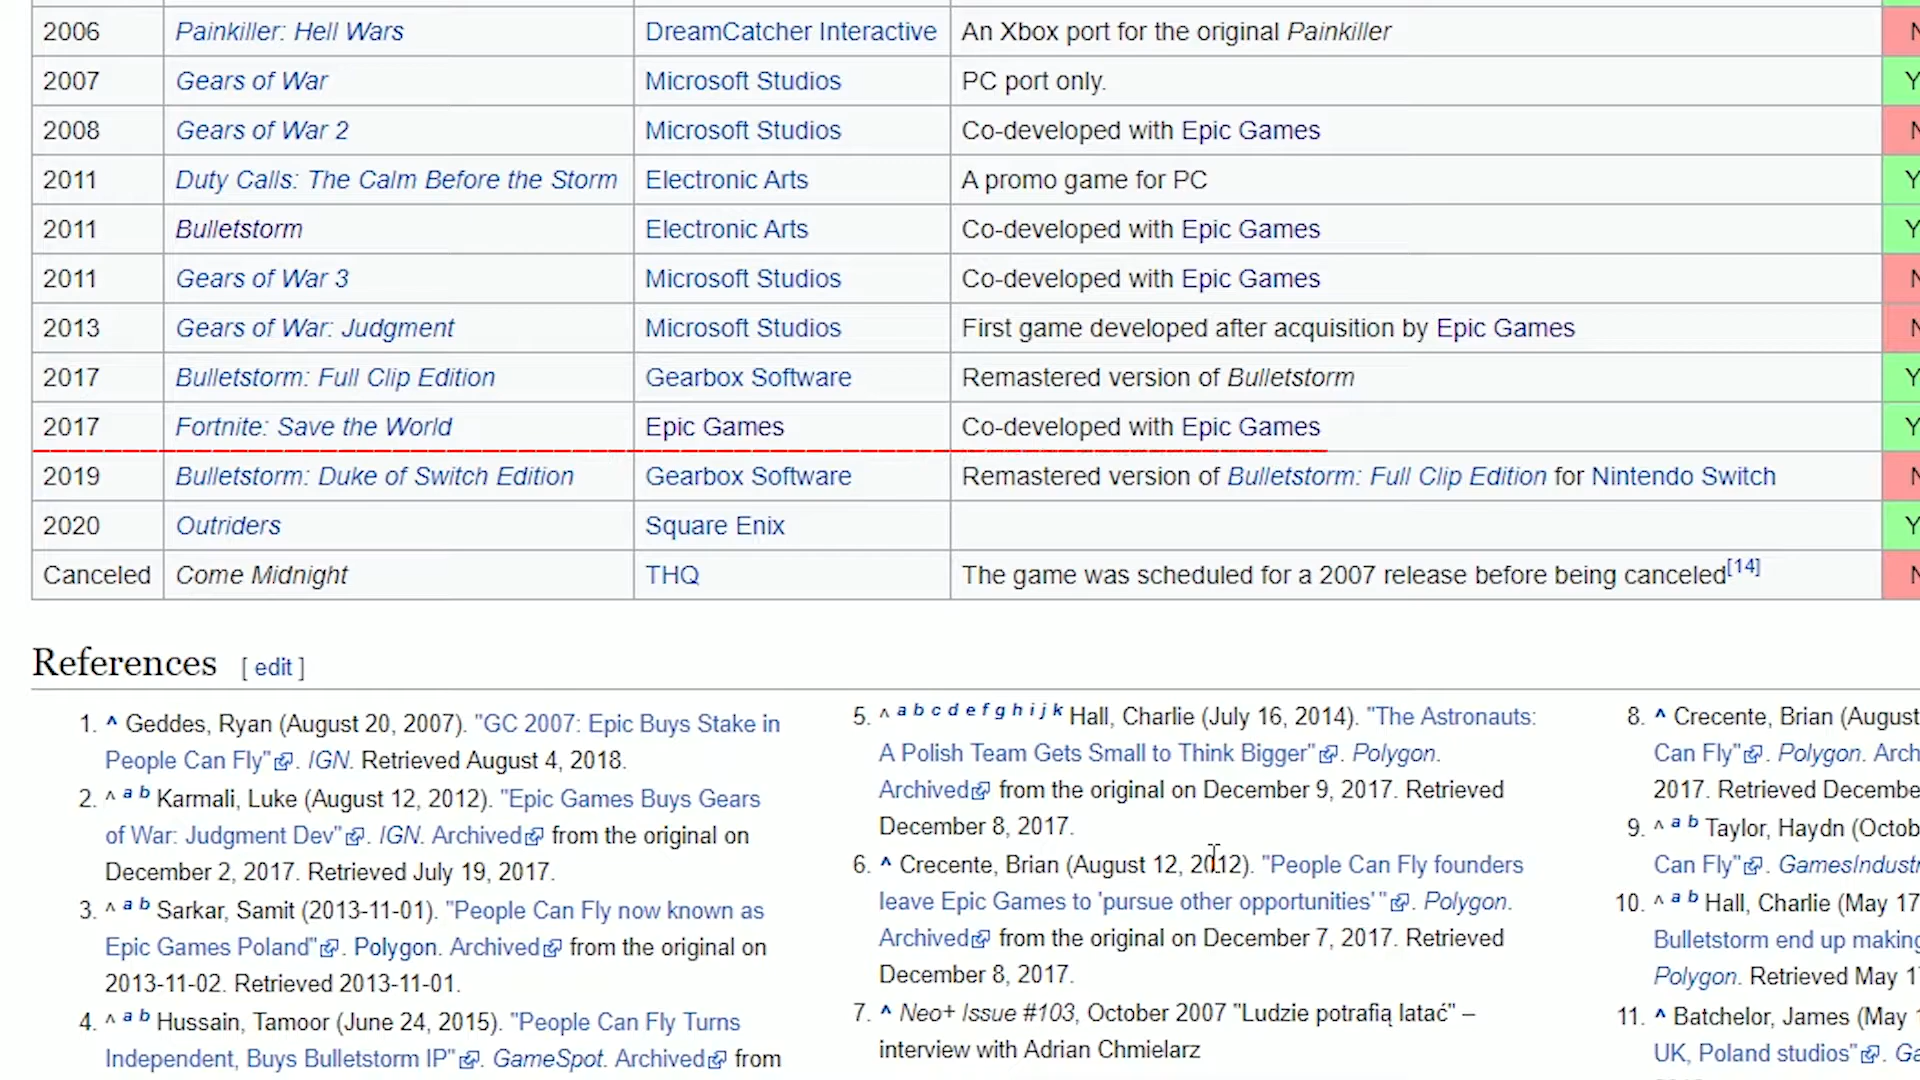 2006 Painkiller: Hell Wars DreamCatcher Interactive An Xbox port for the original Painkiller
2007 Gears of War Microsoft Studios PC port only. Y
2008 Gears of War 2 Microsoft Studios Co-developed with Epic Games
2011 Duty Calls: The Calm Before the Storm Electronic Arts A promo game for PC Y
2011 Bulletstorm Electronic Arts Co-developed with Epic Games Y
2011 Gears of War 3 Microsoft Studios Co-developed with Epic Games
2013 Gears of War: Judgment Microsoft Studios First game developed after acquisition by Epic Games
2017 Bulletstorm: Full Clip Edition Gearbox Software Remastered version of Bulletstorm Y
2017 Fortnite: Save the World Epic Games Co-developed with Epic Games Y
2019 Bulletstorm: Duke of Switch Edition Gearbox Software Remastered version of Bulletstorm: Full Clip Edition for Nintendo Switch
2020 Outriders Square Enix Y
Canceled Come Midnight THQ The game was scheduled for a 2007 release before being canceled[14]
References [ edit ]
1. ^ Geddes, Ryan (August 20, 2007). "GC 2007: Epic Buys Stake in
People Can Fly". IGN. Retrieved August 4, 2018.
2. ^ a b Karmali, Luke (August 12, 2012). "Epic Games Buys Gears
of War: Judgment Dev". IGN. Archived from the original on
December 2, 2017. Retrieved July 19, 2017.
3. ^ a b Sarkar, Samit (2013-11-01). "People Can Fly now known as
Epic Games Poland". Polygon. Archived from the original on
2013-11-02. Retrieved 2013-11-01.
4. ^ a b Hussain, Tamoor (June 24, 2015). "People Can Fly Turns
Independent, Buys Bulletstorm IP". GameSpot. Archived from
5. ^ a b c d e f g h i j k Hall, Charlie (July 16, 2014). "The Astronauts:
A Polish Team Gets Small to Think Bigger". Polygon.
Archived from the original on December 9, 2017. Retrieved
December 8, 2017.
6. ^ Crecente, Brian (August 12, 2012). "People Can Fly founders
leave Epic Games to 'pursue other opportunities' ". Polygon.
Archived from the original on December 7, 2017. Retrieved
December 8, 2017.
7. ^ Neo+ Issue #103, October 2007 "Ludzie potrafią latać" –
interview with Adrian Chmielarz
8. ^ Crecente, Brian (August
Can Fly". Polygon. Arch
2017. Retrieved Decembe
9. ^ a b Taylor, Haydn (Octob
Can Fly". GamesIndustr
10. ^ a b Hall, Charlie (May 17
Bulletstorm end up making
Polygon. Retrieved May 1
11. ^ Batchelor, James (May
UK, Poland studios". Ga